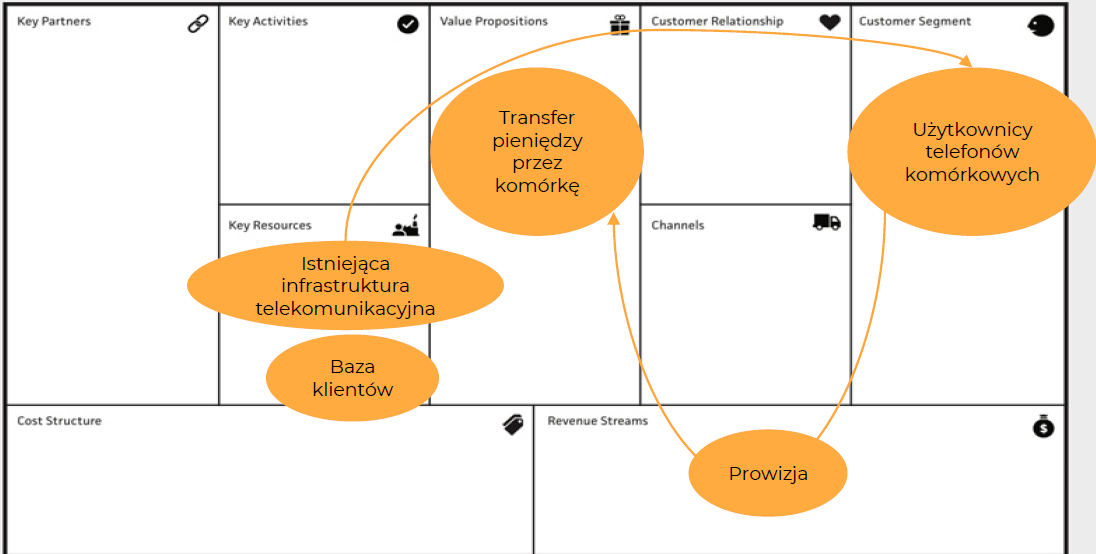 Key Partners
Key Activities
Value Propositions
Customer Relationship
Customer Segment
Transfer
pieniędzy
przez
komórkę
Użytkownicy
telefonów
komórkowych
Key Resources
Channels
Istniejąca
infrastruktura
telekomunikacyjna
Baza
klientów
Cost Structure
Revenue Streams
$
Prowizja